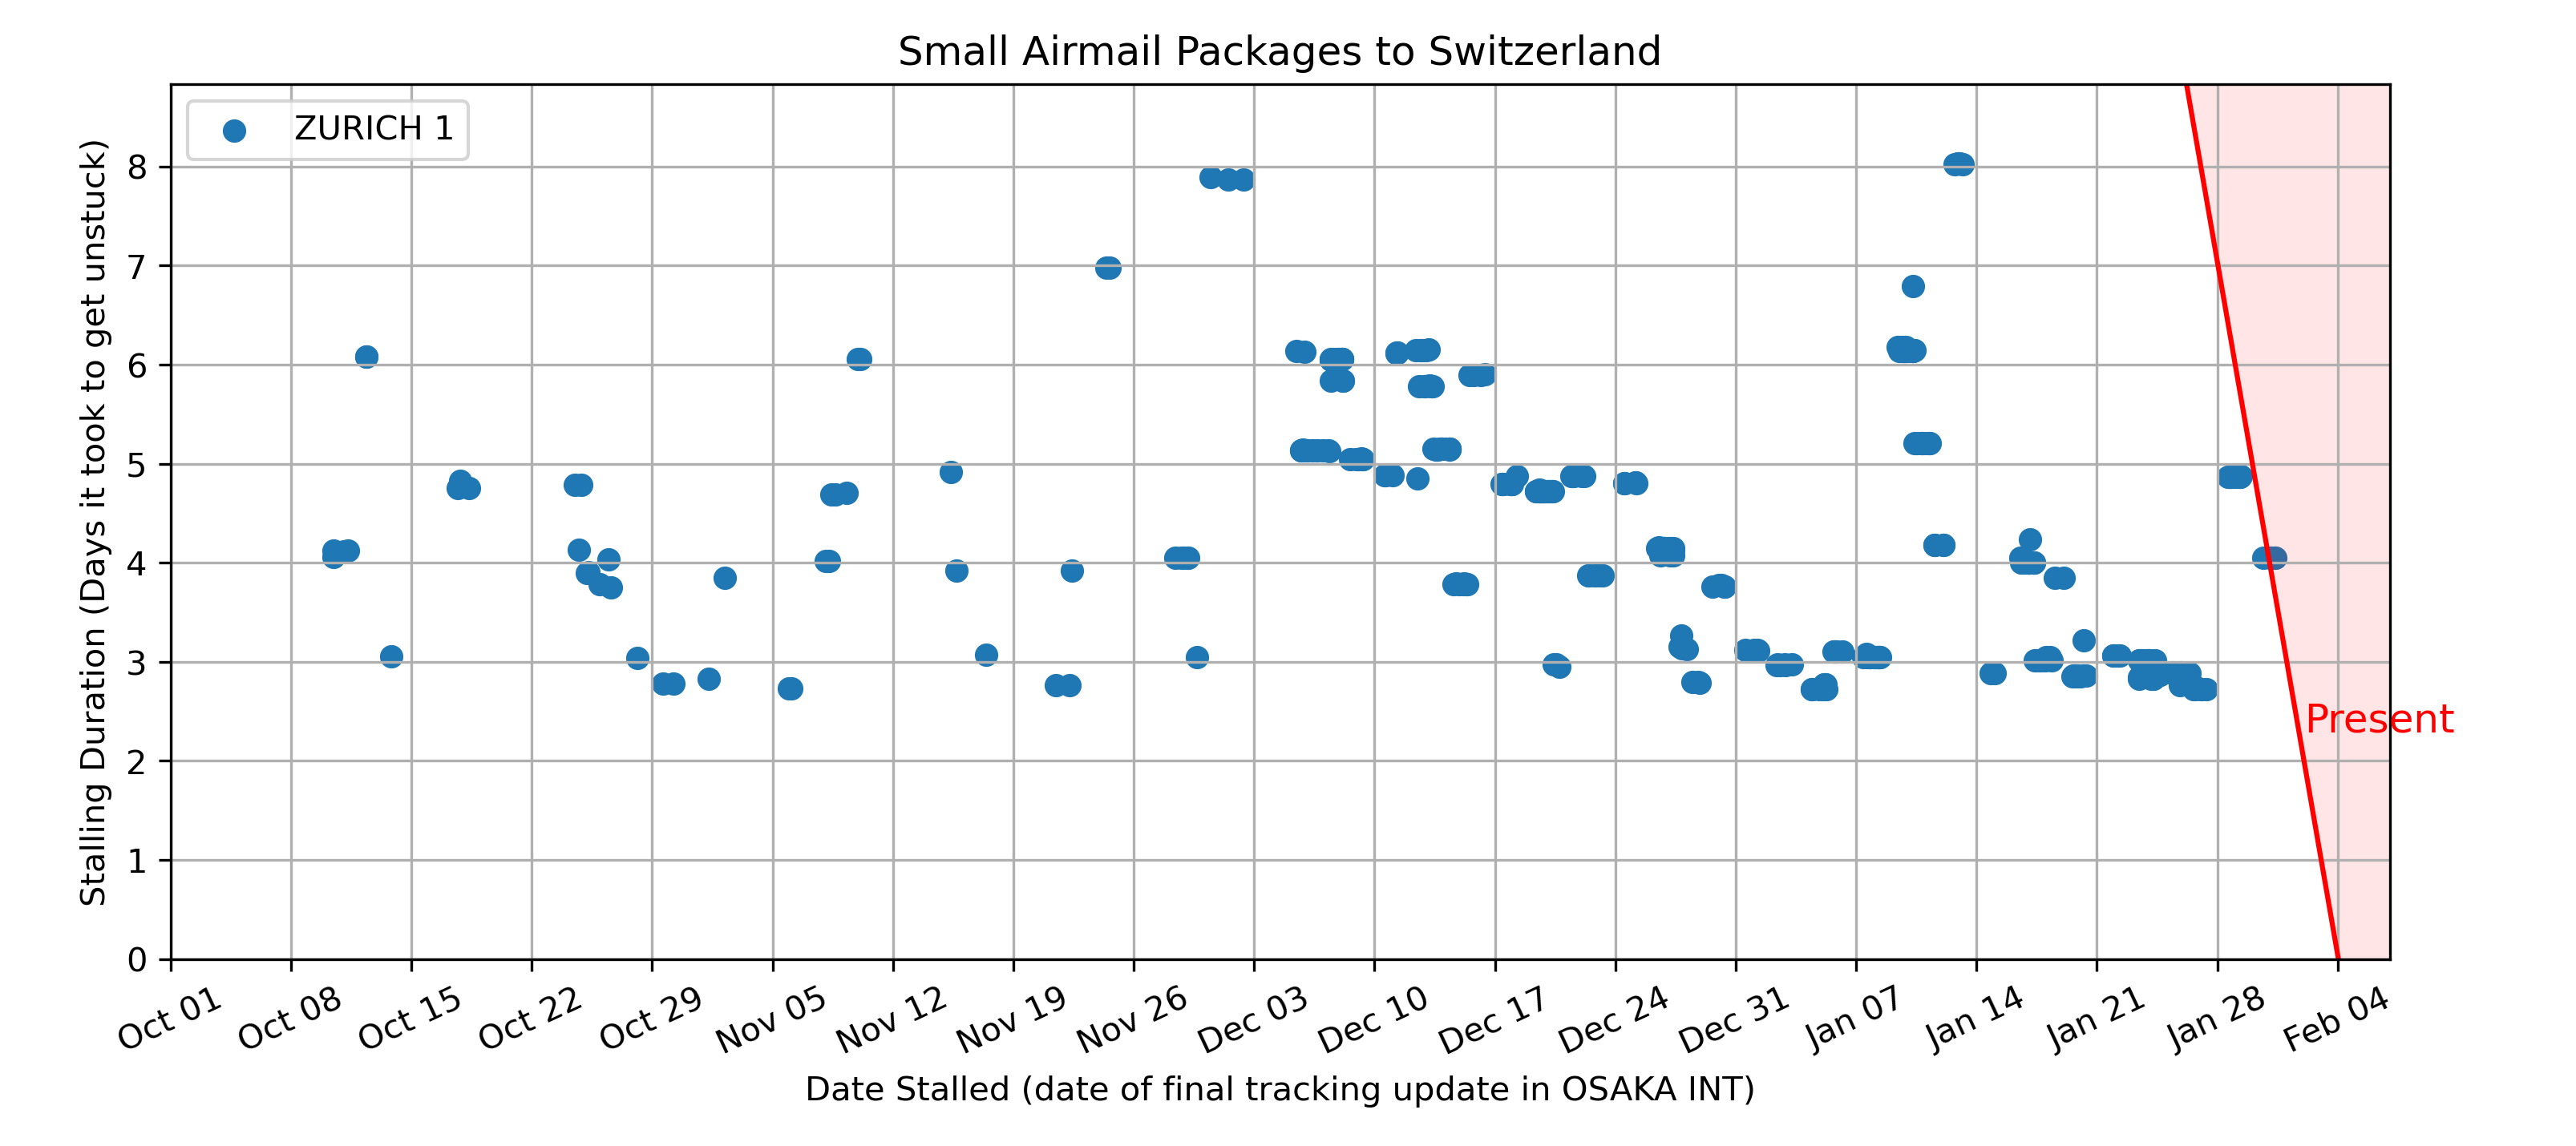 Small Airmail Packages to Switzerland
ZURICH 1
Stalling Duration (Days it took to get unstuck)
8
7
6
5
4
3
2
1
0
Present
Oct 01
Oct 08
Oct 15
Oct 22
Oct 29
Nov 05
Nov 12
Nov 19
Nov 26
Dec 03
Dec 10
Dec 17
Dec 24
Dec 31
Jan 07
Jan 14
Jan 21
Jan 28
Feb 04
Date Stalled (date of final tracking update in OSAKA INT)